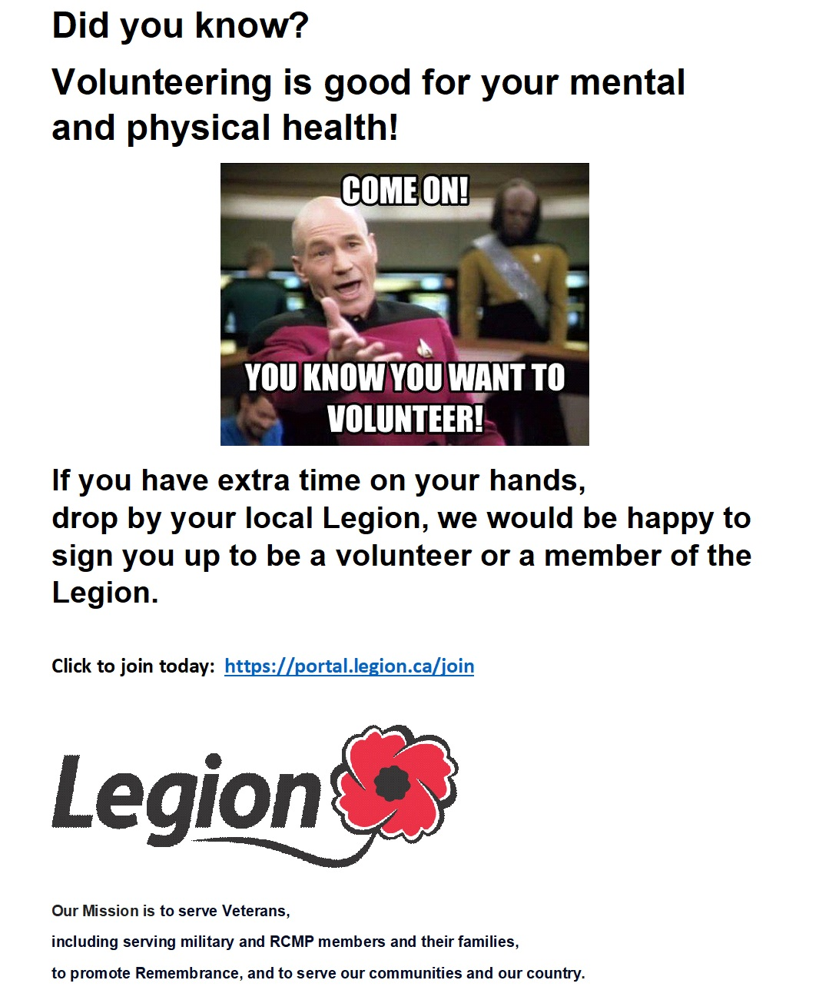 Did you know?
Volunteering is good for your mental
and physical health!
COME ON!
YOU KNOW YOU WANT TO
VOLUNTEER!
If you have extra time on your hands,
drop by your local Legion, we would be happy to
sign you up to be a volunteer or a member of the
Legion.
Click to join today:  https://portal.legion.ca/join
Legion
Our Mission is to serve Veterans,
including serving military and RCMP members and their families,
to promote Remembrance, and to serve our communities and our country.